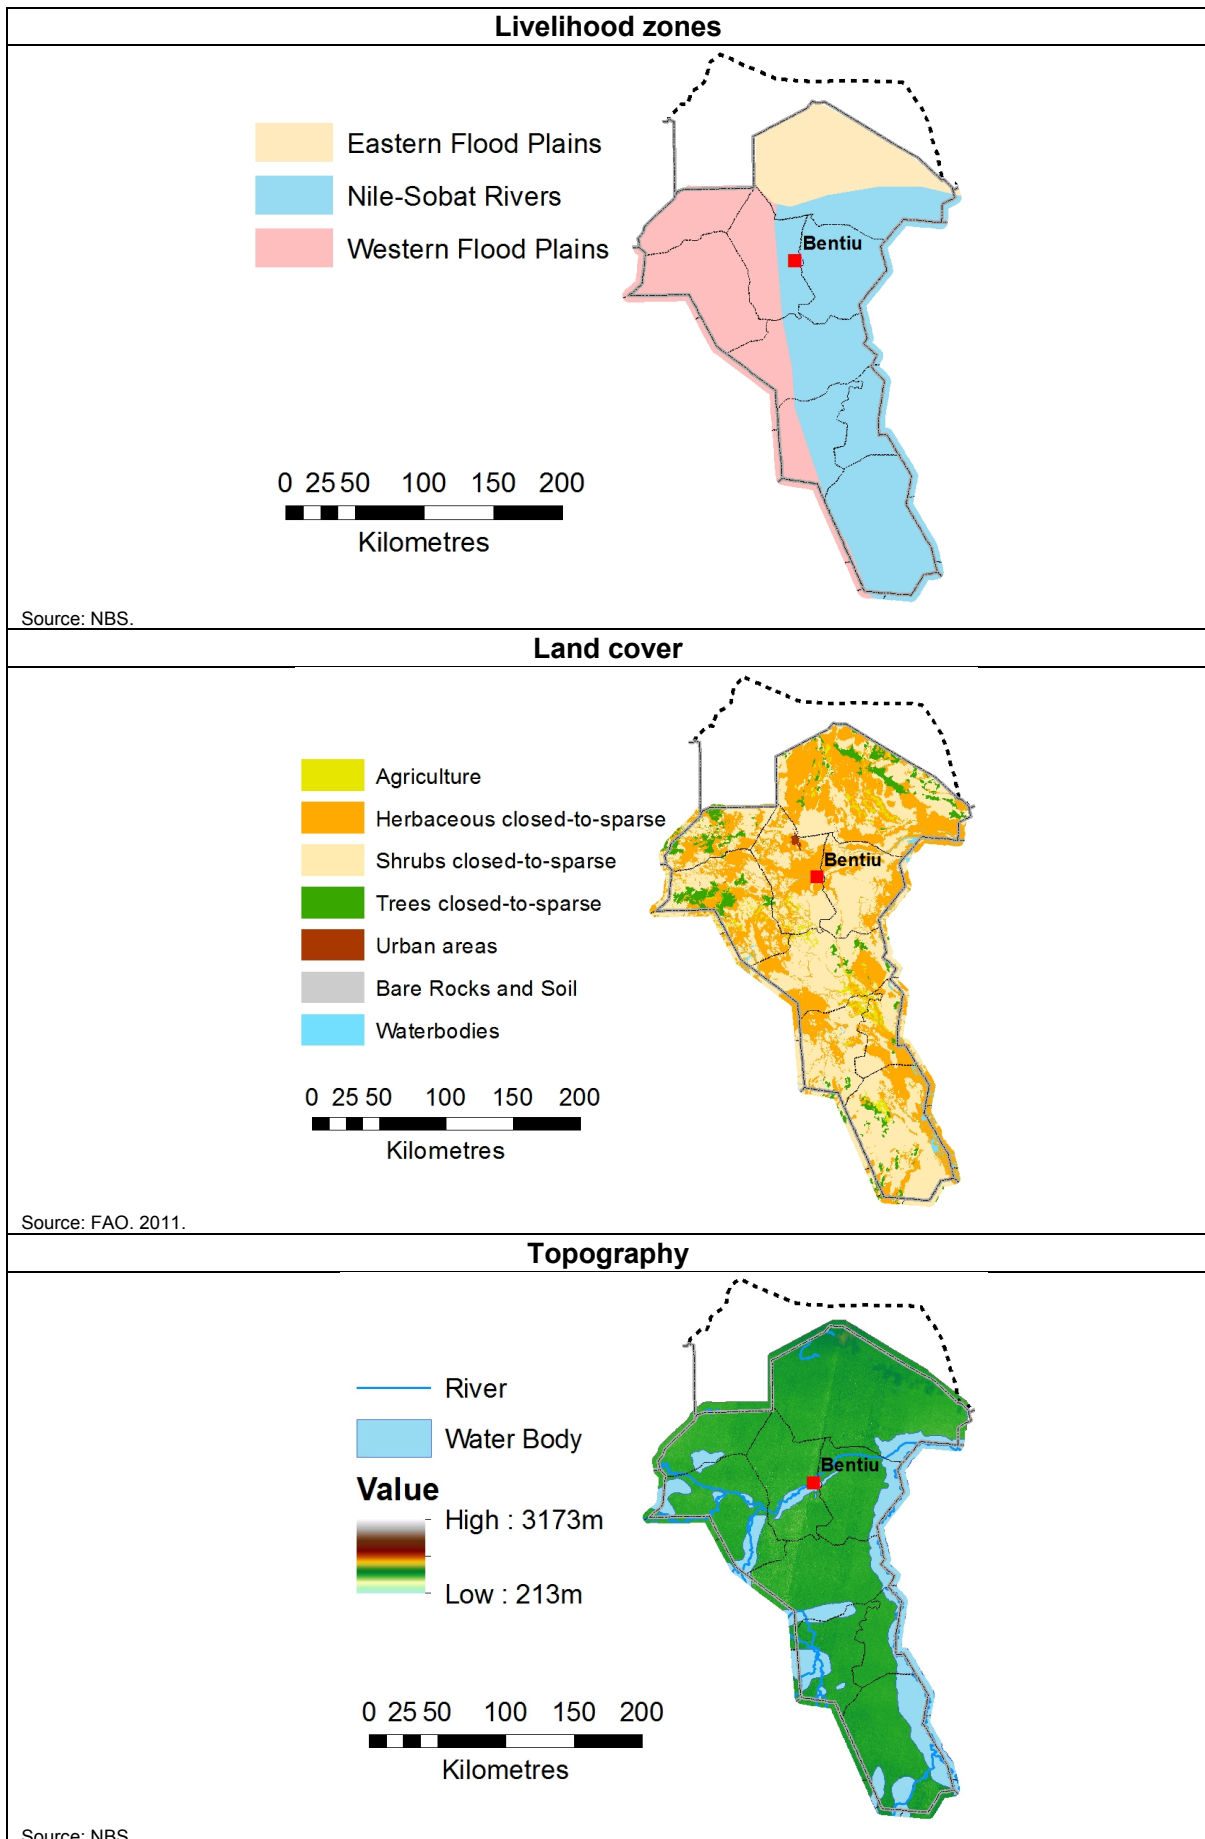 Livelihood zones
Eastern Flood Plains
Nile-Sobat Rivers
Western Flood Plains
Bentiu
0 25 50 100 150 200
Kilometres
Source: NBS.
Land cover
Agriculture
Herbaceous closed-to-sparse
Shrubs closed-to-sparse
Trees closed-to-sparse
Urban areas
Bare Rocks and Soil
Waterbodies
Bentiu
0 25 50 100 150 200
Kilometres
Source: FAO. 2011.
Topography
River
Water Body
Value
High : 3173m
Low : 213m
Bentiu
0 25 50 100 150 200
Kilometres
Source: NBS